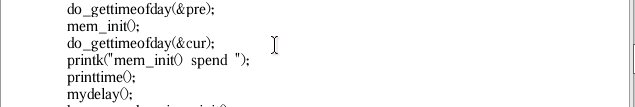 do_gettimeofday(&pre);
mem_init();
do_gettimeofday(&cur);
printk("mem_init() spend ");
printtime();
mydelay();